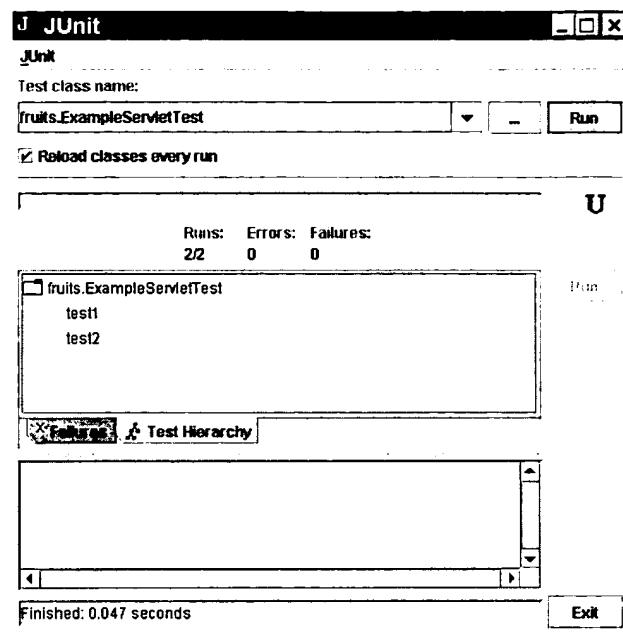 J JUnit
JUnit
Test class name:
fruits.ExampleServletTest ... Run
Reload classes every run
U
Runs: Errors: Failures:
2/2 0 0
fruits.ExampleServletTest
Run
test1
test2
Failures Test Hierarchy
Finished: 0.047 seconds Exit